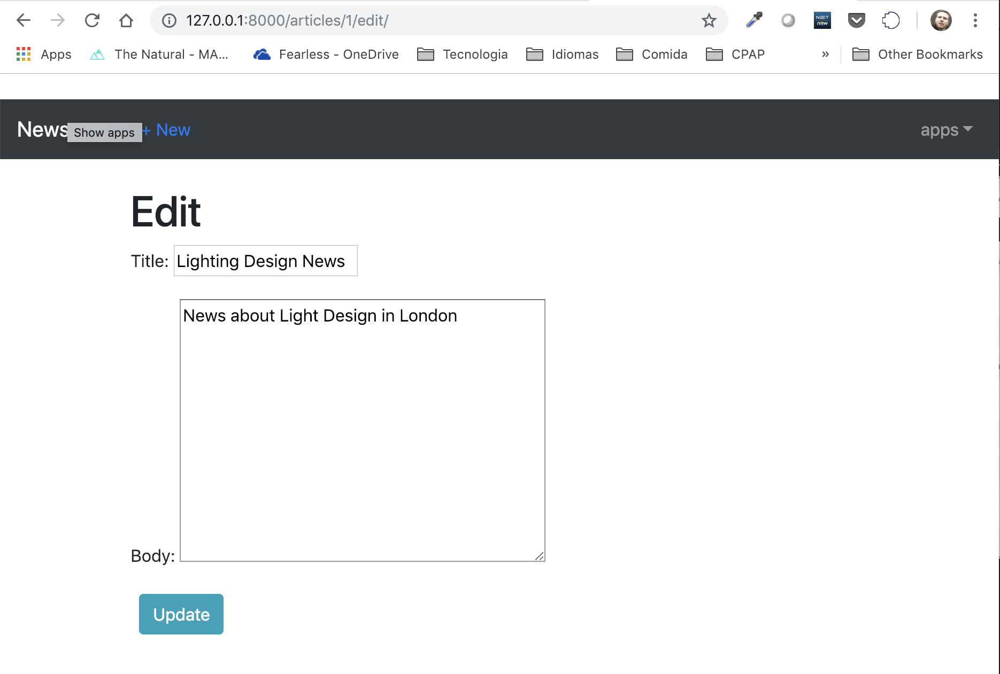 127.0.0.1:8000/articles/1/edit/
NET
NOW
Apps The Natural - MA... Fearless - OneDrive Tecnologia Idiomas Comida CPAP » Other Bookmarks
News Show apps + New apps
Edit
Title: Lighting Design News
News about Light Design in London
Body:
Update